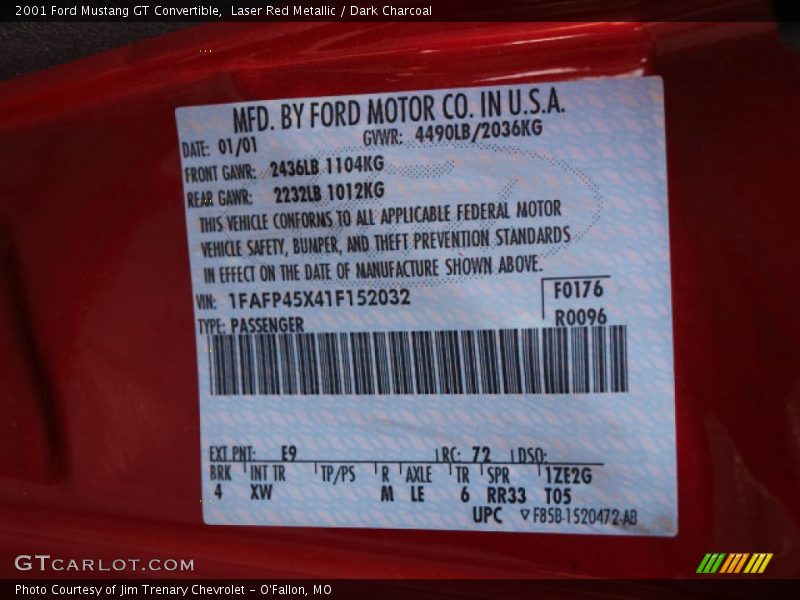 2001 Ford Mustang GT Convertible,  Laser Red Metallic / Dark Charcoal
MFD. BY FORD MOTOR CO. IN U.S.A.
DATE: 01/01 GVWR: 4490LB/2036KG
FRONT GAWR: 2436LB 1104KG
REAR GAWR: 2232LB 1012KG
THIS VEHICLE CONFORMS TO ALL APPLICABLE FEDERAL MOTOR
VEHICLE SAFETY, BUMPER, AND THEFT PREVENTION STANDARDS
IN EFFECT ON THE DATE OF MANUFACTURE SHOWN ABOVE.
VIN: 1FAFP45X41F152032 F0176
TYPE: PASSENGER R0096
EXT PNT: E9 RC: 72 DSO:
BRK INT TR TP/PS R AXLE TR SPR 1ZE2G
4 XW M LE 6 RR33 T05
UPC F85B-1520472-AB
GTCARLOT.COM
Photo Courtesy of Jim Trenary Chevrolet - O'Fallon, MO